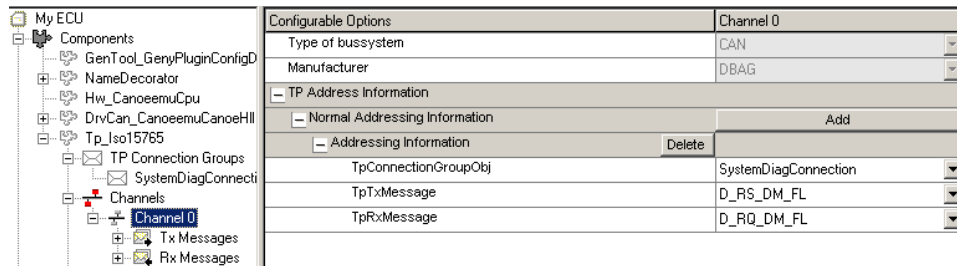 My ECU
Components
GenTool_GenyPluginConfigD
NameDecorator
Hw_CanoeemuCpu
DrvCan_CanoeemuCanoeHll
Tp_Iso15765
TP Connection Groups
SystemDiagConnecti
Channels
Channel 0
Tx Messages
Rx Messages
Configurable Options Channel 0
Type of bussystem CAN
Manufacturer DBAG
TP Address Information
Normal Addressing Information Add
Addressing Information Delete
TpConnectionGroupObj SystemDiagConnection
TpTxMessage D_RS_DM_FL
TpRxMessage D_RQ_DM_FL